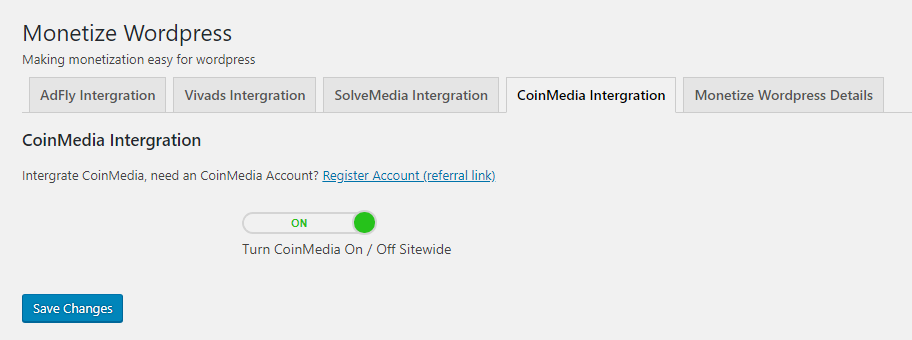 Monetize Wordpress
Making monetization easy for wordpress
AdFly Intergration Vivads Intergration SolveMedia Intergration CoinMedia Intergration Monetize Wordpress Details
CoinMedia Intergration
Intergrate CoinMedia, need an CoinMedia Account? Register Account (referral link)
ON
Turn CoinMedia On / Off Sitewide
Save Changes